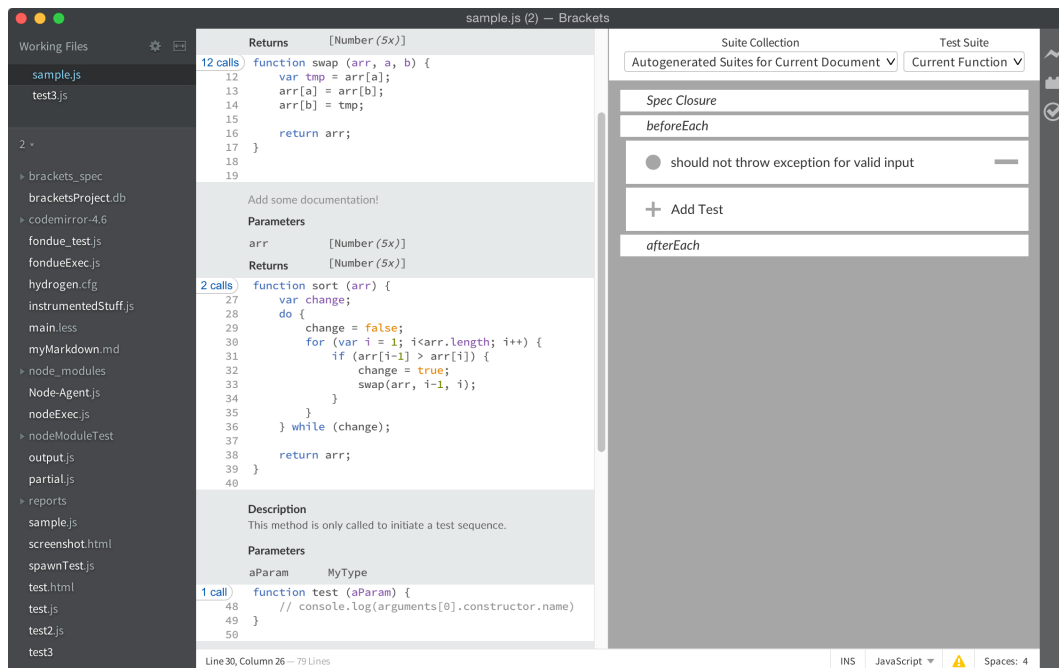 sample.js (2) — Brackets
Working Files
sample.js
test3.js
2
brackets_spec
bracketsProject.db
codemirror-4.6
fondue_test.js
fondueExec.js
hydrogen.cfg
instrumentedStuff.js
main.less
myMarkdown.md
node_modules
Node-Agent.js
nodeExec.js
nodeModuleTest
output.js
partial.js
reports
sample.js
screenshot.html
spawnTest.js
test.html
test.js
test2.js
test3
Returns [Number(5x)]
12 calls function swap (arr, a, b) {
12 var tmp = arr[a];
13 arr[a] = arr[b];
14 arr[b] = tmp;
15
16 return arr;
17 }
18
19
Add some documentation!
Parameters
arr [Number(5x)]
Returns [Number(5x)]
2 calls function sort (arr) {
27 var change;
28 do {
29 change = false;
30 for (var i = 1; i<arr.length; i++) {
31 if (arr[i-1] > arr[i]) {
32 change = true;
33 swap(arr, i-1, i);
34 }
35 }
36 } while (change);
37
38 return arr;
39 }
40
Description
This method is only called to initiate a test sequence.
Parameters
aParam MyType
1 call function test (aParam) {
48 // console.log(arguments[0].constructor.name)
49 }
50
Line 30, Column 26 — 79 Lines
Suite Collection Test Suite
Autogenerated Suites for Current Document Current Function
Spec Closure
beforeEach
should not throw exception for valid input
Add Test
afterEach
INS JavaScript Spaces: 4